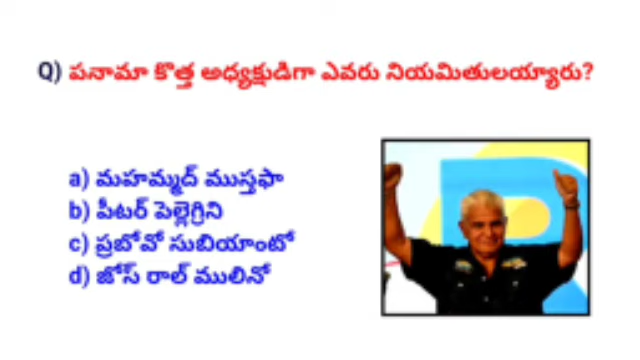 Q) పనామా కొత్త అధ్యక్షుడిగా ఎవరు నియమితులయ్యారు?
a) మహమ్మద్ ముస్తఫా
b) పీటర్ పెల్లెగ్రిని
c) ప్రబోవో సుబియాంటో
d) జోస్ రాల్ ములినో